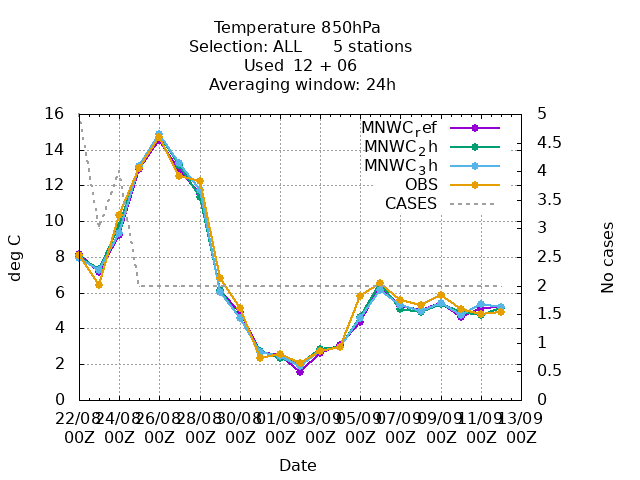 Temperature 850hPa
Selection: ALL 5 stations
Used 12 + 06
Averaging window: 24h
deg C
No cases
16
14
12
10
8
6
4
2
0
5
4.5
4
3.5
3
2.5
2
1.5
1
0.5
0
MNWCref
MNWC2h
MNWC3h
OBS
CASES
22/08 24/08 26/08 28/08 30/08 01/09 03/09 05/09 07/09 09/09 11/09 13/09
00Z 00Z 00Z 00Z 00Z 00Z 00Z 00Z 00Z 00Z 00Z 00Z
Date